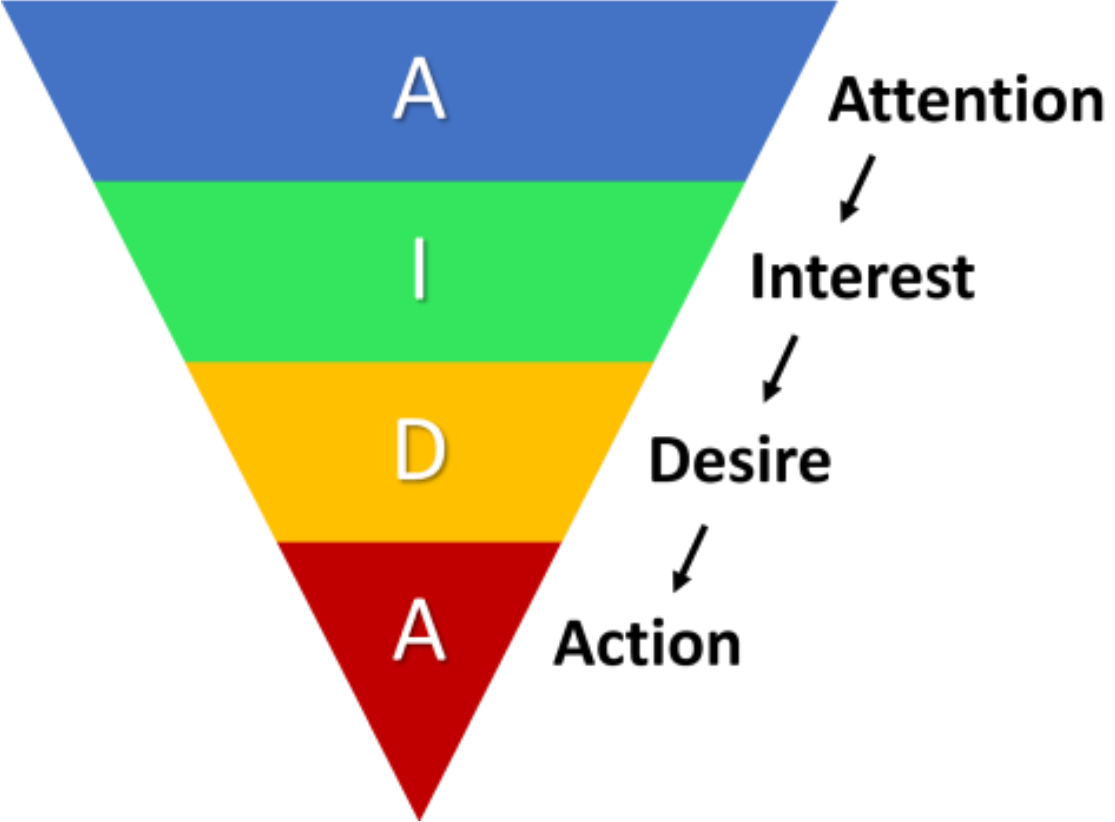 A
Attention
I
Interest
D
Desire
A
Action